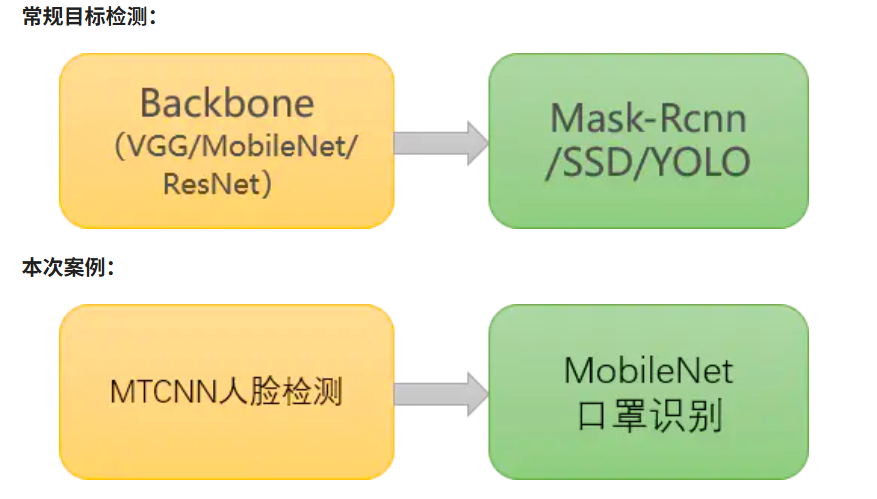 常规目标检测：
Backbone
（VGG/MobileNet/
ResNet）
Mask-Rcnn
/SSD/YOLO
本次案例：
MTCNN人脸检测
MobileNet
口罩识别